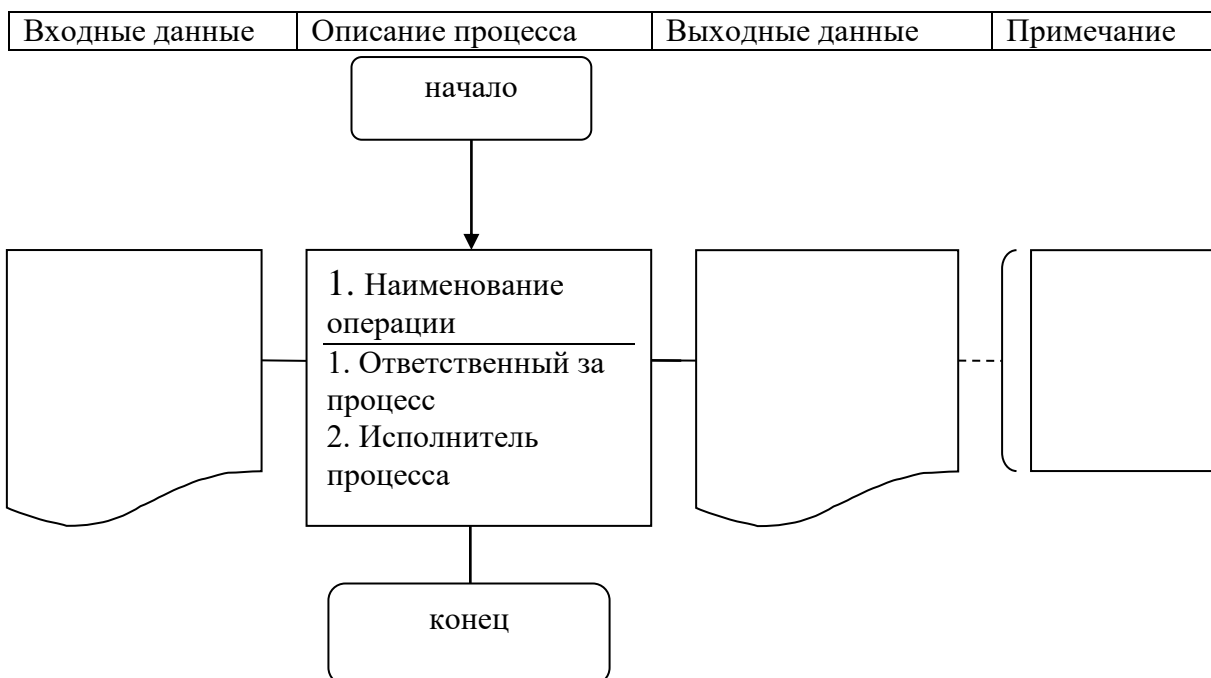 Входные данные
Описание процесса
Выходные данные
Примечание
начало
1. Наименование
операции
1. Ответственный за
процесс
2. Исполнитель
процесса
конец